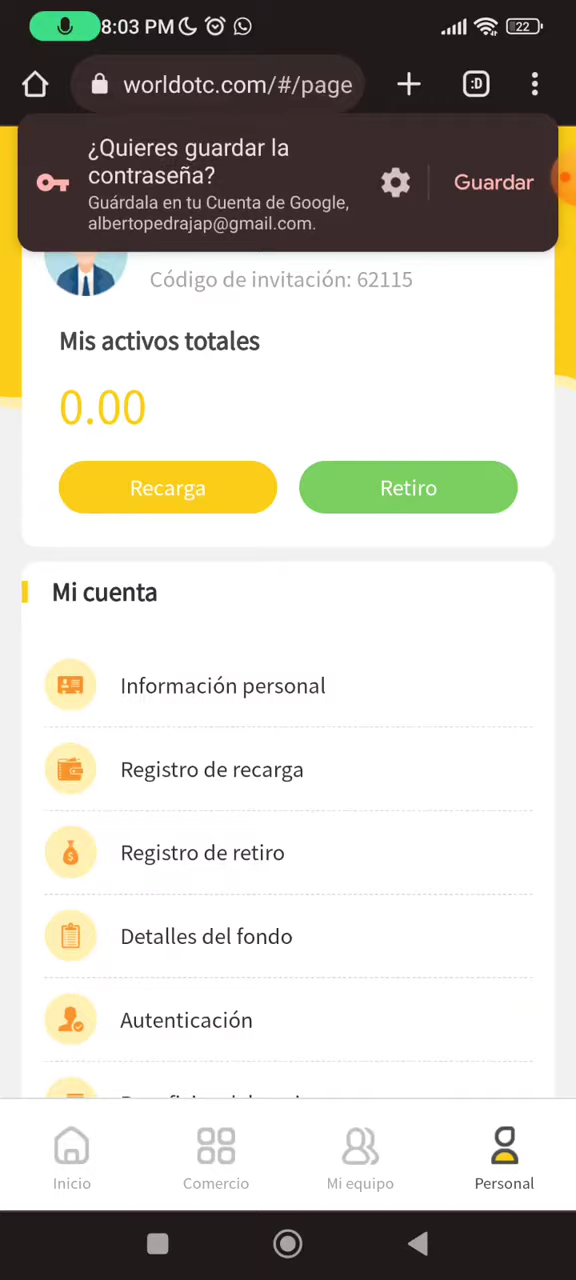 8:03 PM
22
worldotc.com/#/page
:D
¿Quieres guardar la
contraseña?
Guárdala en tu Cuenta de Google,
albertopedrajap@gmail.com.
Guardar
Código de invitación: 62115
Mis activos totales
0.00
Recarga
Retiro
Mi cuenta
Información personal
Registro de recarga
Registro de retiro
Detalles del fondo
Autenticación
Inicio
Comercio
Mi equipo
Personal